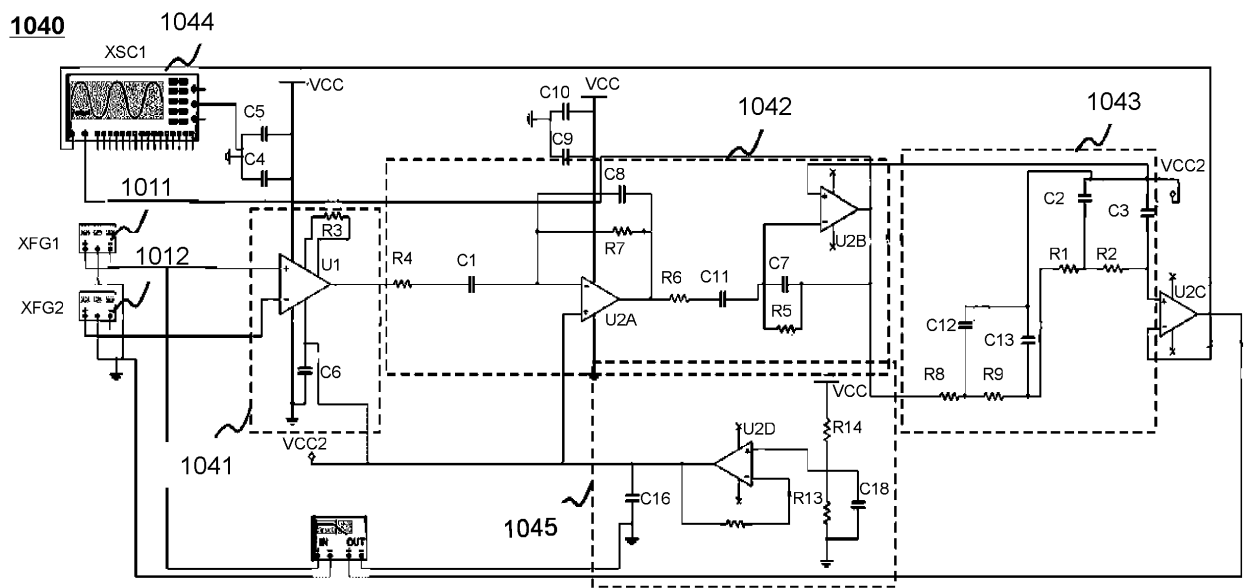 1040
1044
XSC1
VCC
C5
C4
C10
C9
VCC
1042
1043
VCC2
1011
C8
C2
C3
XFG1
1012
R3
R7
U2B
U1
R4
C1
R6
C11
C7
R1
R2
U2C
XFG2
U2A
R5
C12
C13
C6
R8
R9
VCC
VCC2
U2D
R14
1041
C16
R13
C18
1045
IN
OUT